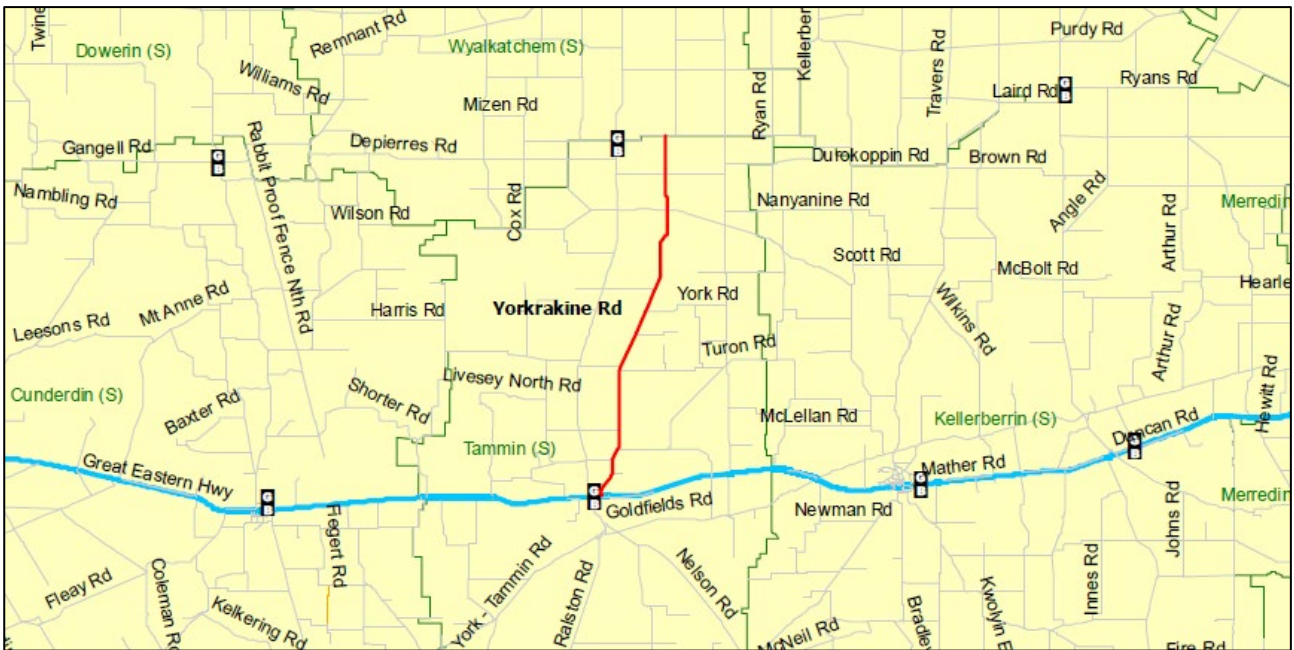 Twine
Remnant Rd
Purdy Rd
Dowerin (S)
Wyalkatchem (S)
Kellerber
Travers Rd
Williams Rd
Ryans Rd
Laird Rd
Mizen Rd
Ryan Rd
Gangell Rd
Rabbit Proof Fence Nth Rd
Depierres Rd
Durokoppin Rd
Brown Rd
Nambling Rd
Wilson Rd
Cox Rd
Nanyanine Rd
Angle Rd
Arthur Rd
Merredin
Scott Rd
McBolt Rd
Hearle
Mt Anne Rd
Harris Rd
Yorkrakine Rd
York Rd
Wilkins Rd
Leesons Rd
Turon Rd
Arthur Rd
Livesey North Rd
Cunderdin (S)
Shorter Rd
Baxter Rd
McLellan Rd
Kellerberrin (S)
Duncan Rd
Hewitt Rd
Tammin (S)
Great Eastern Hwy
Mather Rd
Goldfields Rd
Newman Rd
Merredin
Fiegert Rd
Johns Rd
Fleay Rd
Coleman Rd
Kelkering Rd
York - Tammin Rd
Ralston Rd
Nelson Rd
McNeil Rd
Bradley
Kwolyin E
Innes Rd
Fire Rd